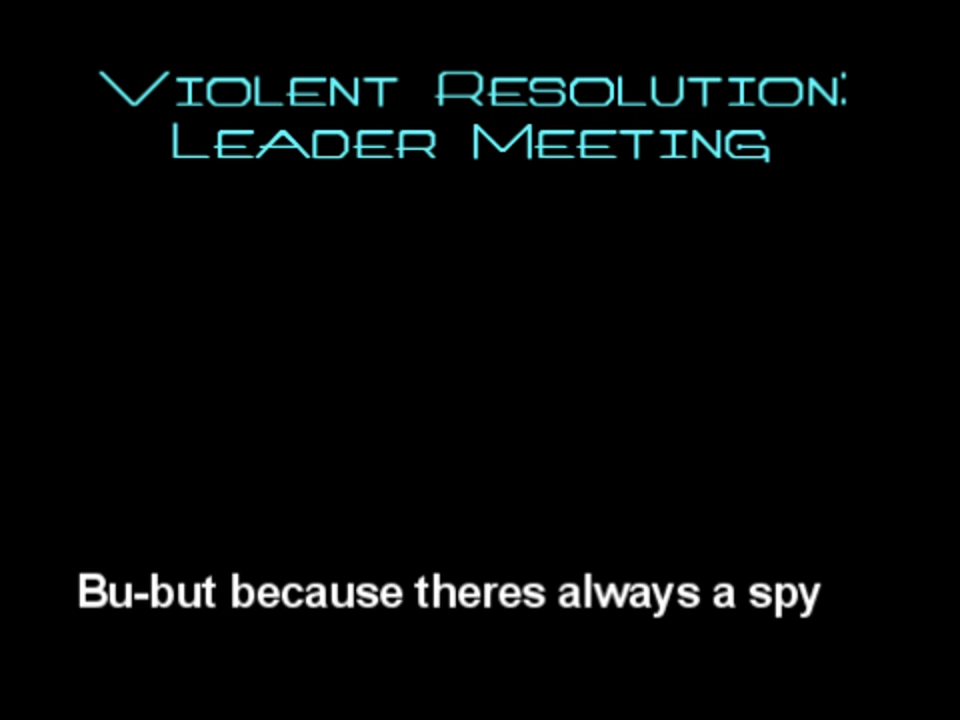 Violent Resolution:
Leader Meeting
Bu-but because theres always a spy